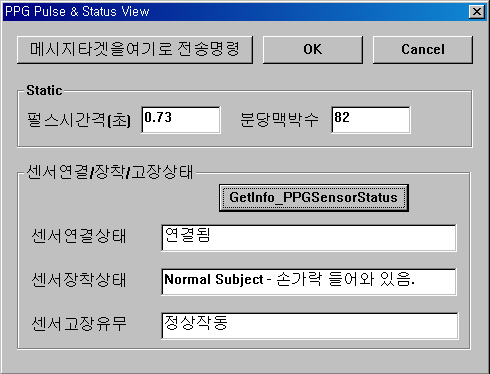 PPG Pulse & Status View
메시지타겟을여기로 전송명령 OK Cancel
Static
펄스시간격(초) 0.73 분당맥박수 82
센서연결/장착/고장상태
GetInfo_PPGSensorStatus
센서연결상태 연결됨
센서장착상태 Normal Subject - 손가락 들어와 있음.
센서고장유무 정상작동